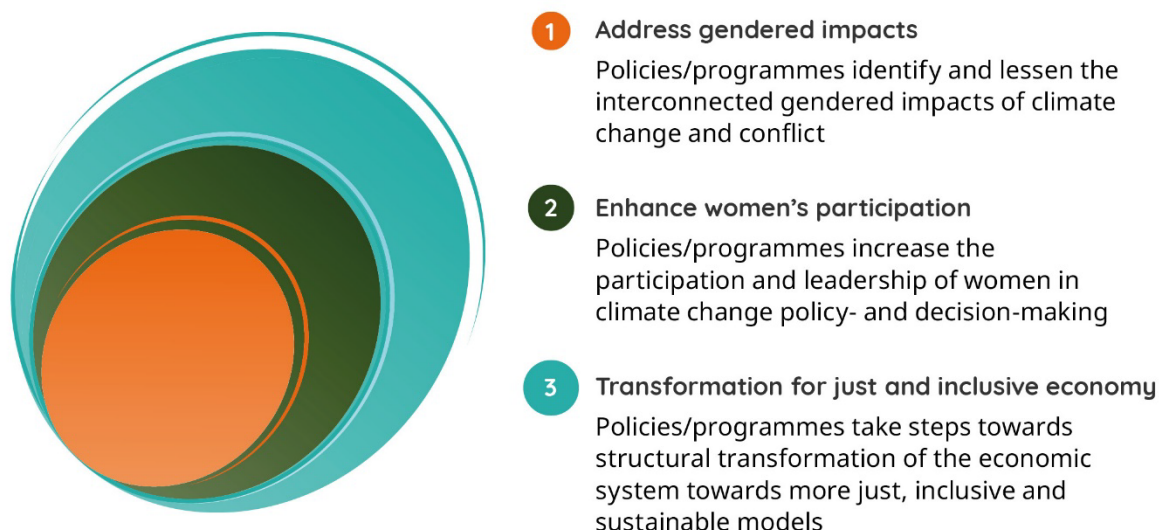 1 Address gendered impacts
Policies/programmes identify and lessen the
interconnected gendered impacts of climate
change and conflict
2 Enhance women’s participation
Policies/programmes increase the
participation and leadership of women in
climate change policy- and decision-making
3 Transformation for just and inclusive economy
Policies/programmes take steps towards
structural transformation of the economic
system towards more just, inclusive and
sustainable models